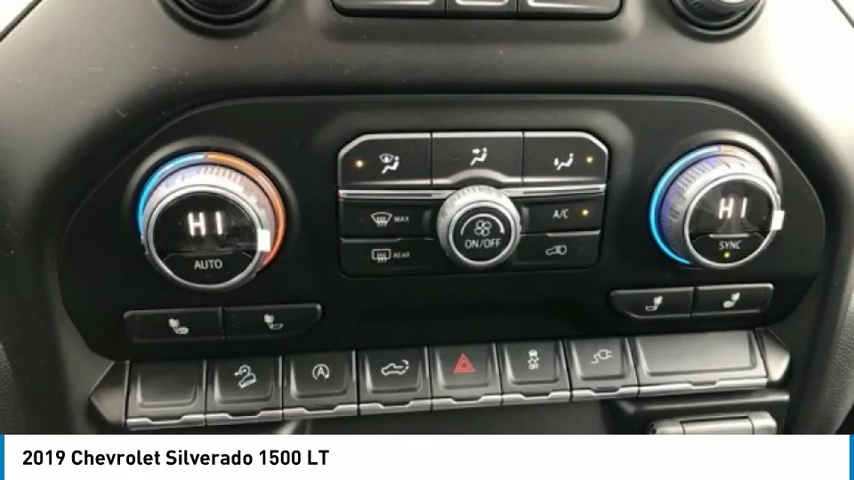 HI
AUTO
MAX
REAR
ON/OFF
A/C
HI
SYNC
2019 Chevrolet Silverado 1500 LT